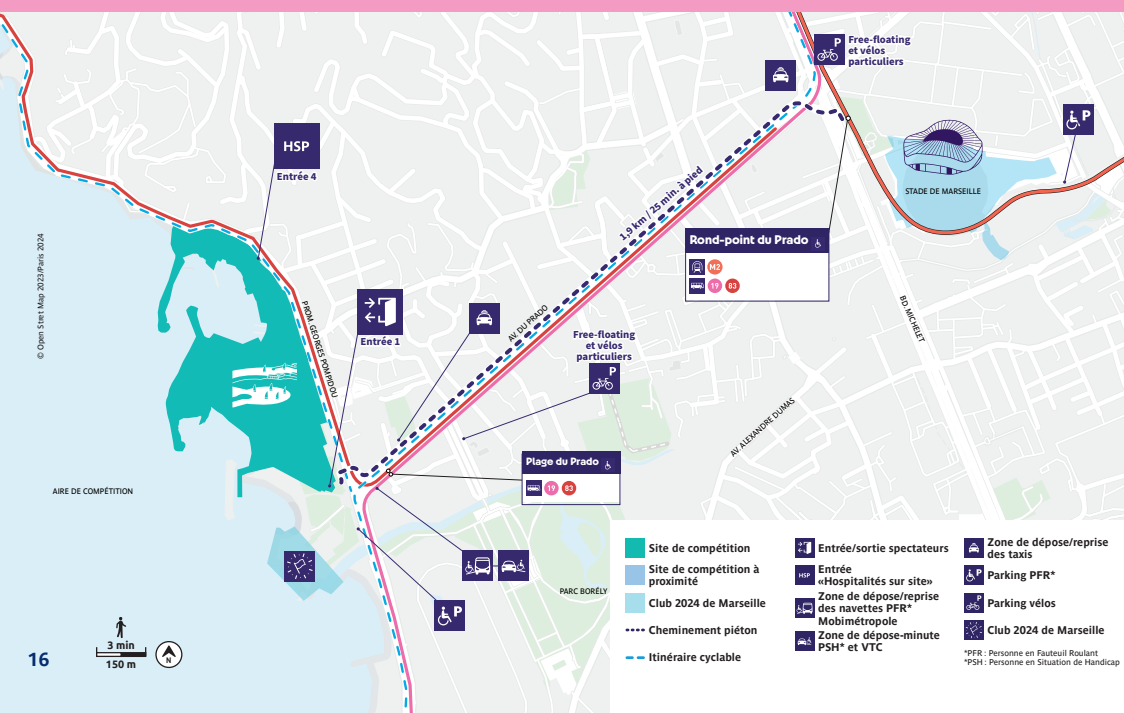 P
Free-floating
et vélos
particuliers
P
HSP
Entrée 4
STADE DE MARSEILLE
1,9 km / 25 min. à pied
Rond-point du Prado
M2
19 83
© Open Stret Map 2023/Paris 2024
PROM. GEORGES POMPIDOU
Entrée 1
AV. DU PRADO
BD MICHELET
Free-floating
et vélos
particuliers
P
AV ALEXANDRE DUMAS
Plage du Prado
19 83
AIRE DE COMPÉTITION
PARC BORÉLY
P
3 min
150 m
N
16
Site de compétition
Site de compétition à
proximité
Club 2024 de Marseille
Cheminement piéton
Itinéraire cyclable
Entrée/sortie spectateurs
HSP
Entrée
«Hospitalités sur site»
Zone de dépose/reprise
des navettes PFR*
Mobimétropole
Zone de dépose-minute
PSH* et VTC
Zone de dépose/reprise
des taxis
P
Parking PFR*
P
Parking vélos
Club 2024 de Marseille
*PFR : Personne en Fauteuil Roulant
*PSH : Personne en Situation de Handicap